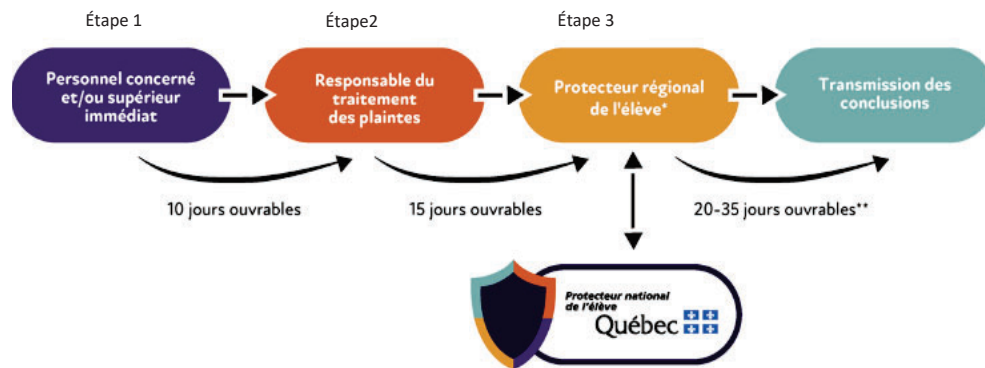 Étape 1
Étape2
Étape 3
Personnel concerné
et/ou supérieur
immédiat
Responsable du
traitement
des plaintes
Protecteur régional
de l'élève*
Transmission des
conclusions
10 jours ouvrables
15 jours ouvrables
20-35 jours ouvrables**
Protecteur national
de l'élève
Québec